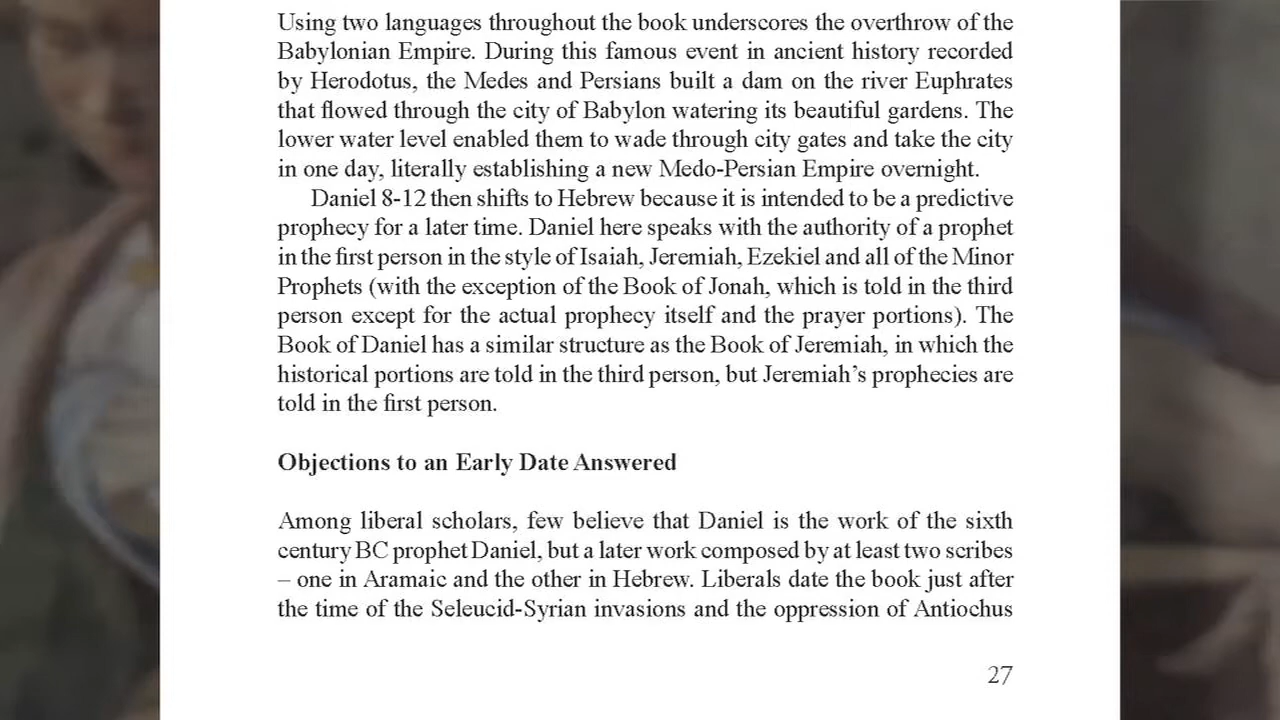 Using two languages throughout the book underscores the overthrow of the
Babylonian Empire. During this famous event in ancient history recorded
by Herodotus, the Medes and Persians built a dam on the river Euphrates
that flowed through the city of Babylon watering its beautiful gardens. The
lower water level enabled them to wade through city gates and take the city
in one day, literally establishing a new Medo-Persian Empire overnight.
Daniel 8-12 then shifts to Hebrew because it is intended to be a predictive
prophecy for a later time. Daniel here speaks with the authority of a prophet
in the first person in the style of Isaiah, Jeremiah, Ezekiel and all of the Minor
Prophets (with the exception of the Book of Jonah, which is told in the third
person except for the actual prophecy itself and the prayer portions). The
Book of Daniel has a similar structure as the Book of Jeremiah, in which the
historical portions are told in the third person, but Jeremiah’s prophecies are
told in the first person.
Objections to an Early Date Answered
Among liberal scholars, few believe that Daniel is the work of the sixth
century BC prophet Daniel, but a later work composed by at least two scribes
– one in Aramaic and the other in Hebrew. Liberals date the book just after
the time of the Seleucid-Syrian invasions and the oppression of Antiochus
27